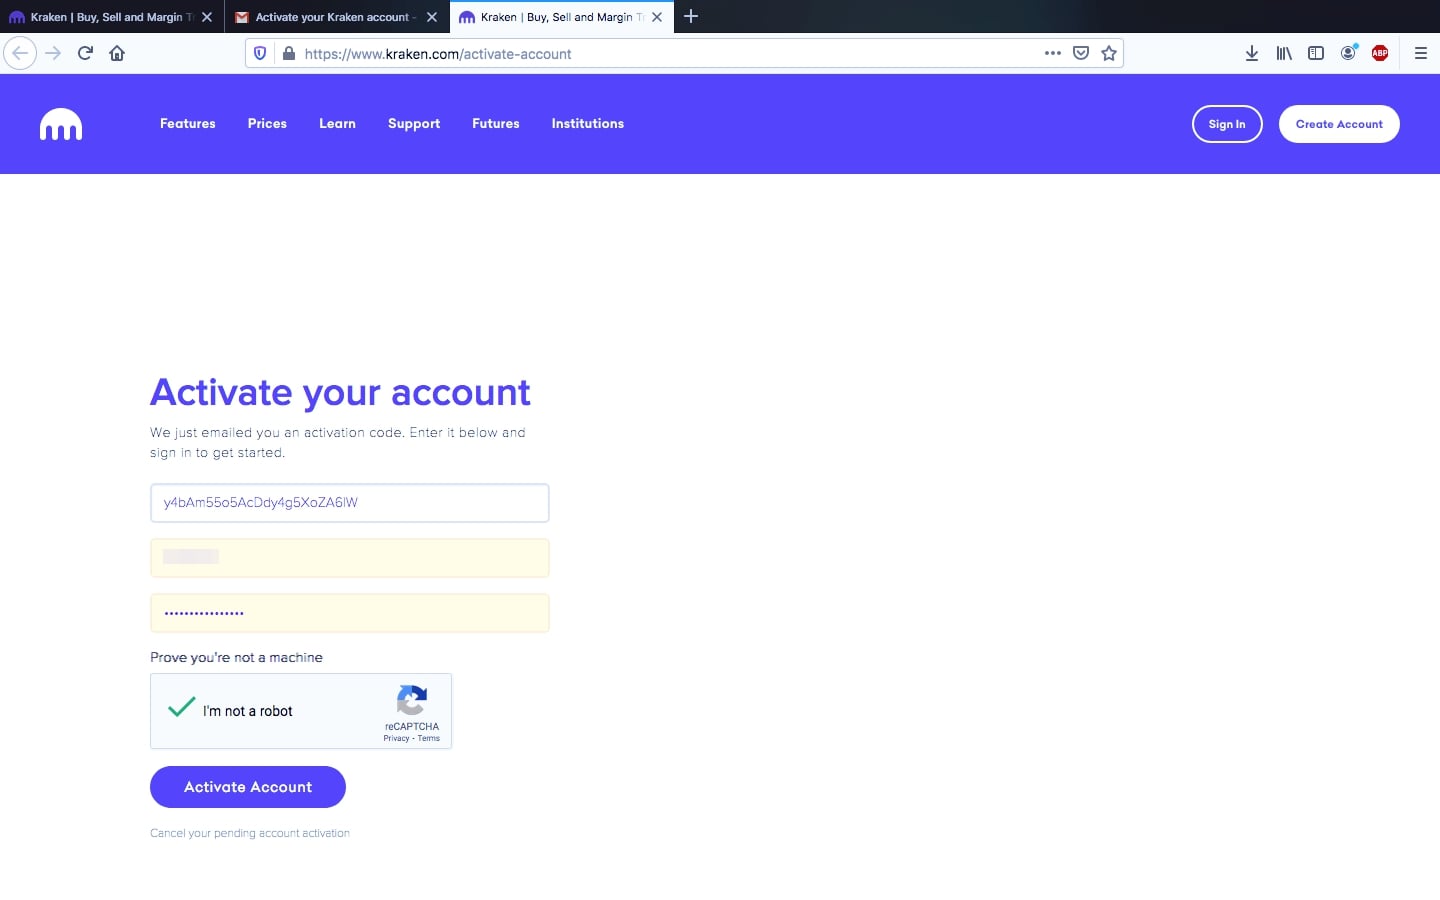 Kraken | Buy, Sell and Margin T
Activate your Kraken account -
Kraken | Buy, Sell and Margin T
https://www.kraken.com/activate-account
ABP
Features
Prices
Learn
Support
Futures
Institutions
Sign In
Create Account
Activate your account
We just emailed you an activation code. Enter it below and
sign in to get started.
y4bAm55o5AcDdy4g5XoZA6lW
Prove you're not a machine
I'm not a robot
reCAPTCHA
Privacy - Terms
Activate Account
Cancel your pending account activation